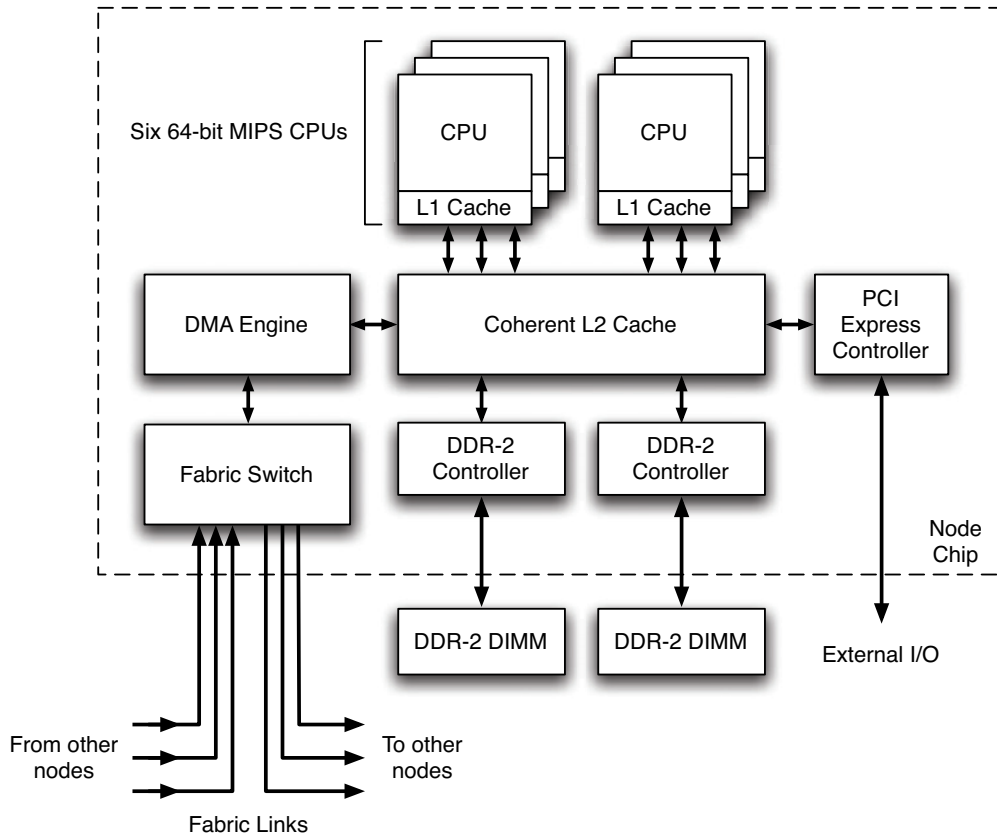 Six 64-bit MIPS CPUs
CPU
L1 Cache
CPU
L1 Cache
DMA Engine
Coherent L2 Cache
PCI
Express
Controller
Fabric Switch
DDR-2
Controller
DDR-2
Controller
Node
Chip
DDR-2 DIMM
DDR-2 DIMM
External I/O
From other
nodes
To other
nodes
Fabric Links